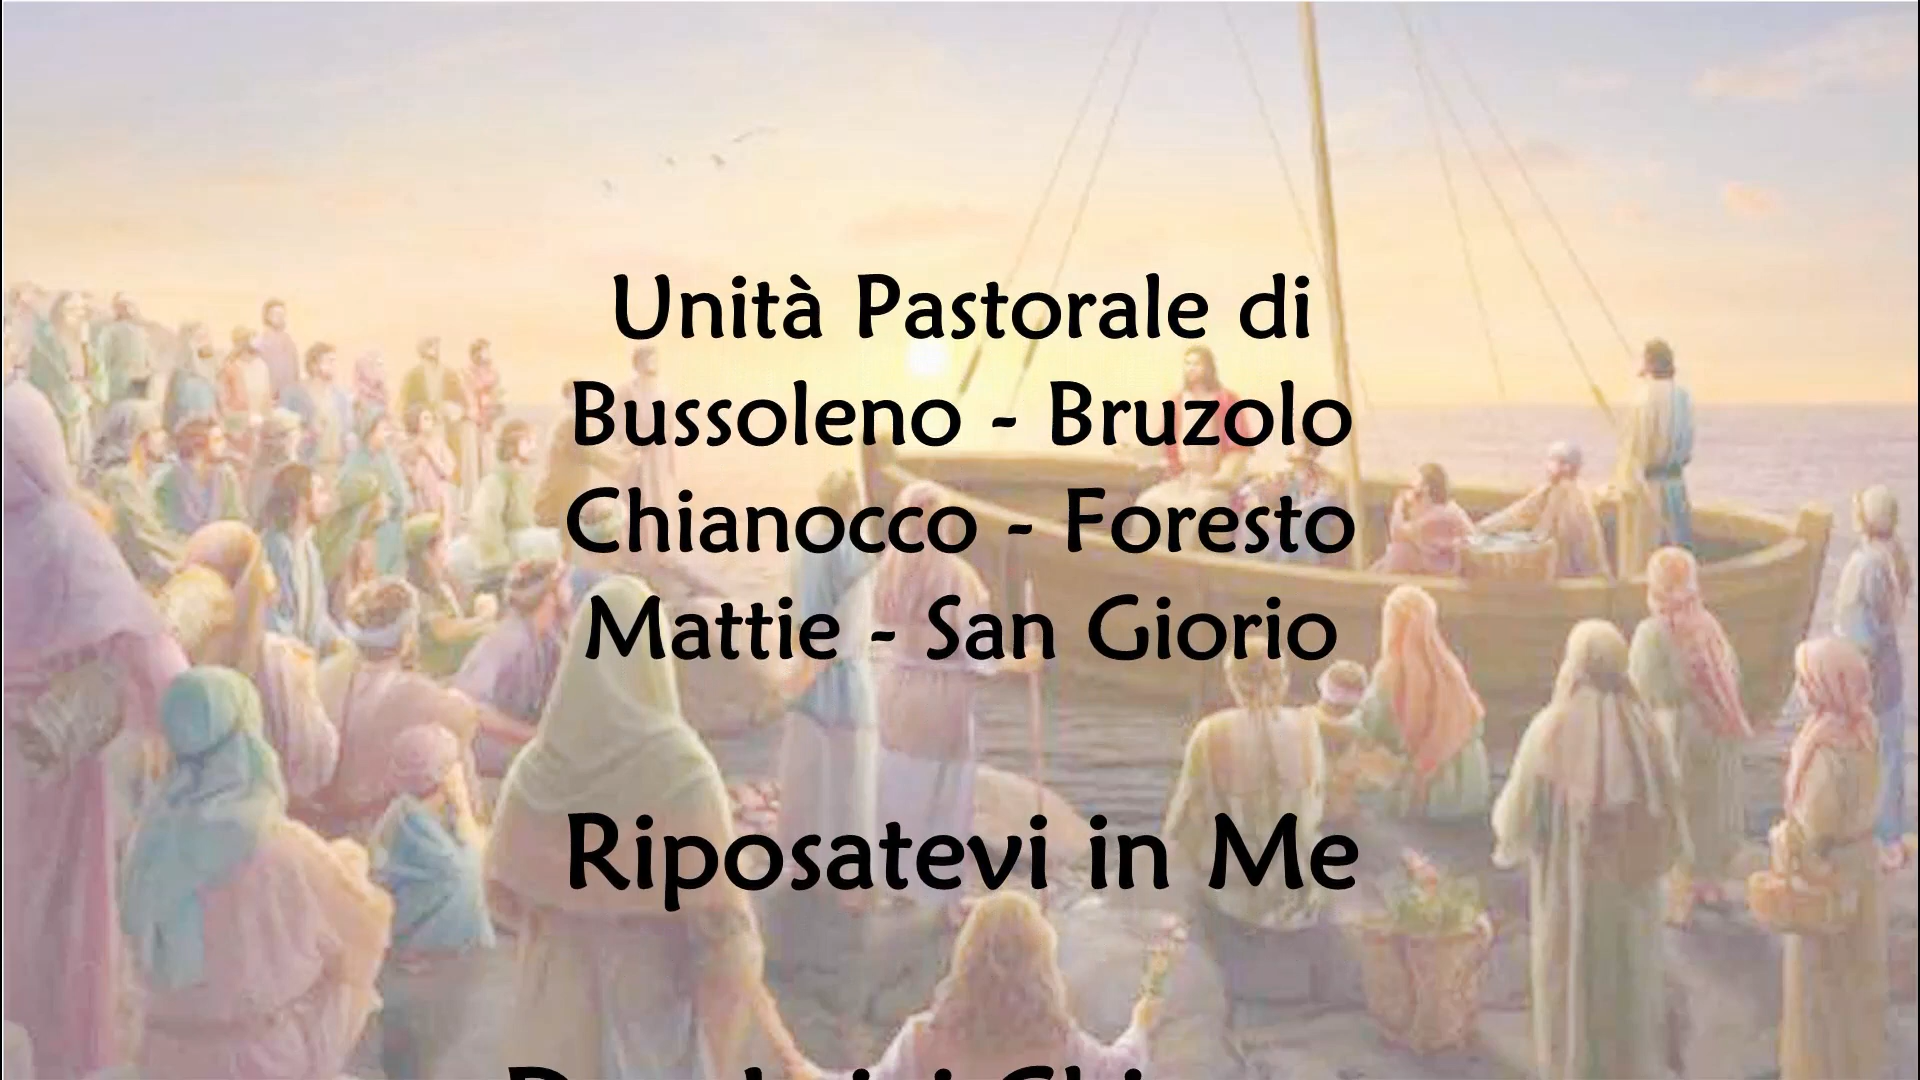 Unità Pastorale di
Bussoleno - Bruzolo
Chianocco - Foresto
Mattie - San Giorio
Riposatevi in Me